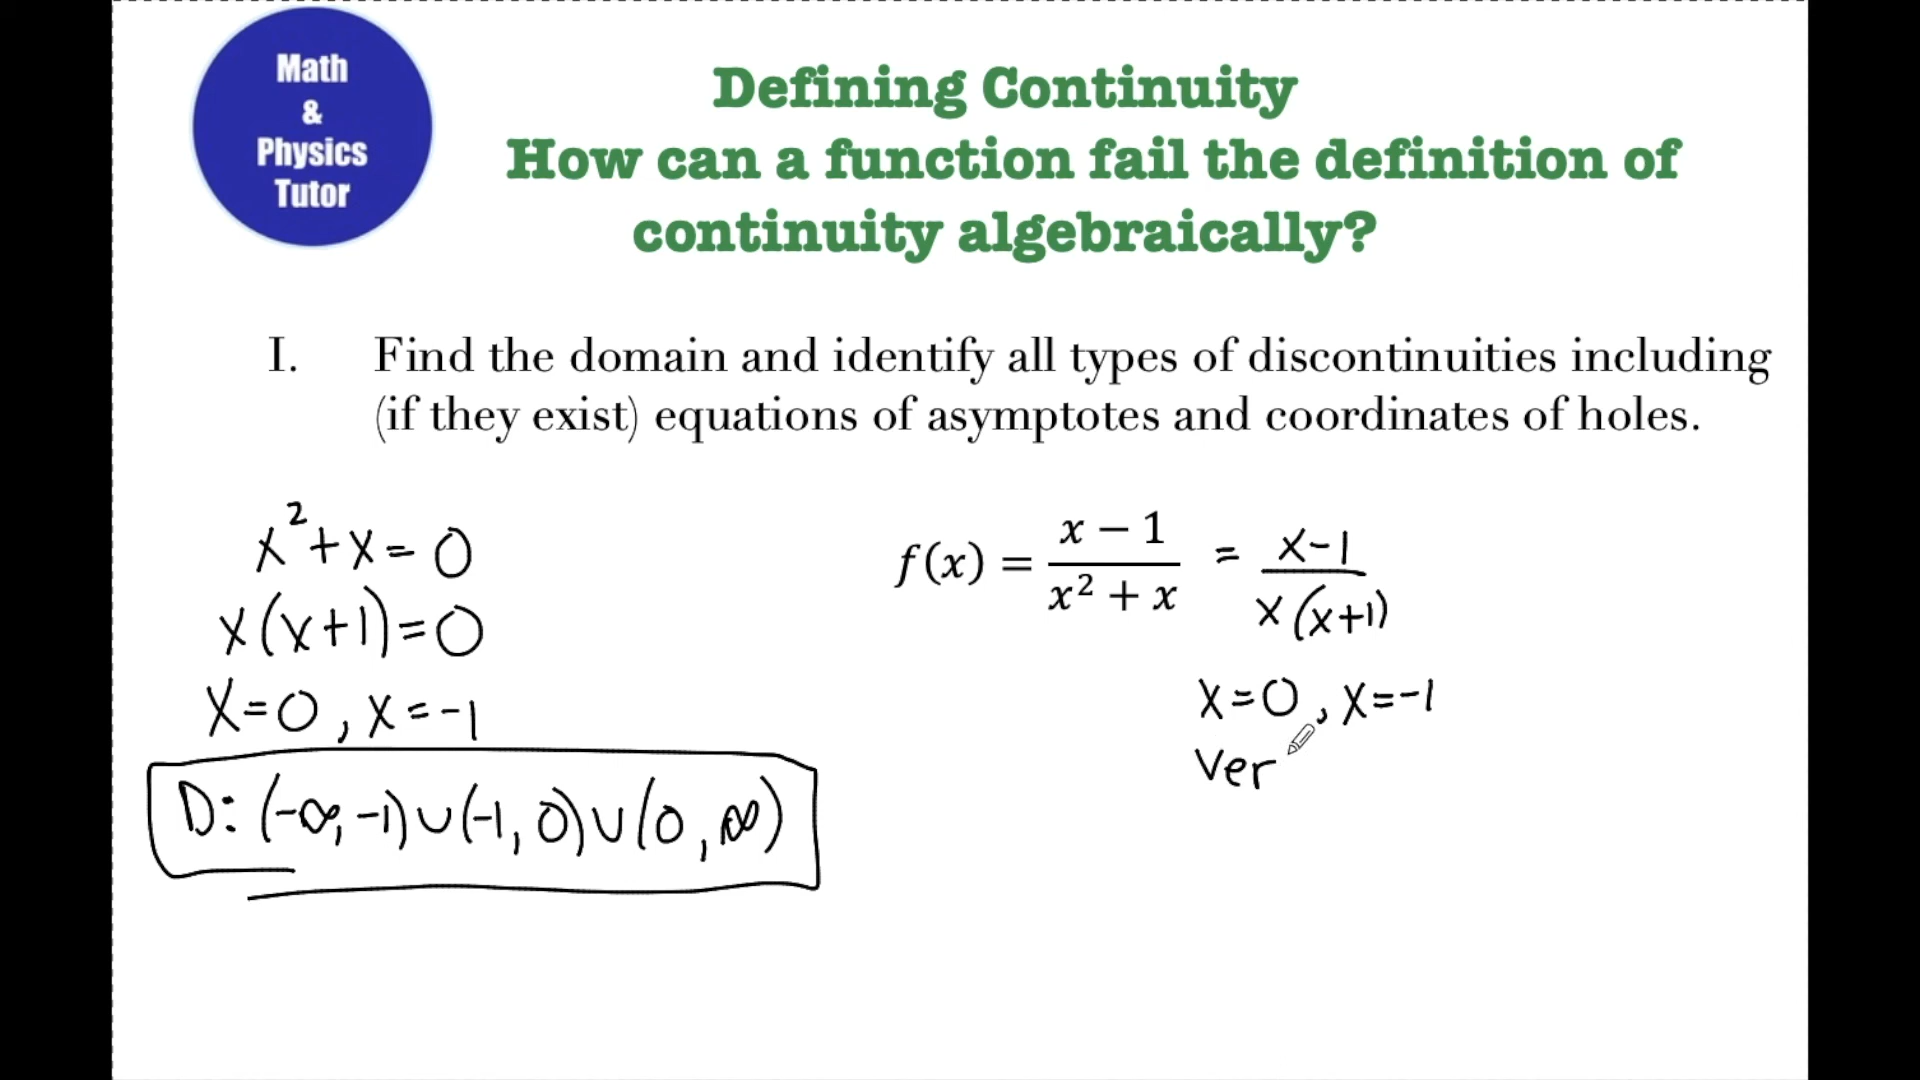 Math
&
Physics
Tutor
Defining Continuity
How can a function fail the definition of
continuity algebraically?
I. Find the domain and identify all types of discontinuities including
(if they exist) equations of asymptotes and coordinates of holes.
x² + x = 0
x(x+1) = 0
x = 0, x = -1
D: (-∞, -1) ∪ (-1, 0) ∪ (0, ∞)
f(x) = (x − 1)/(x² + x) = (x-1)/(x(x+1))
x = 0, x = -1
Ver